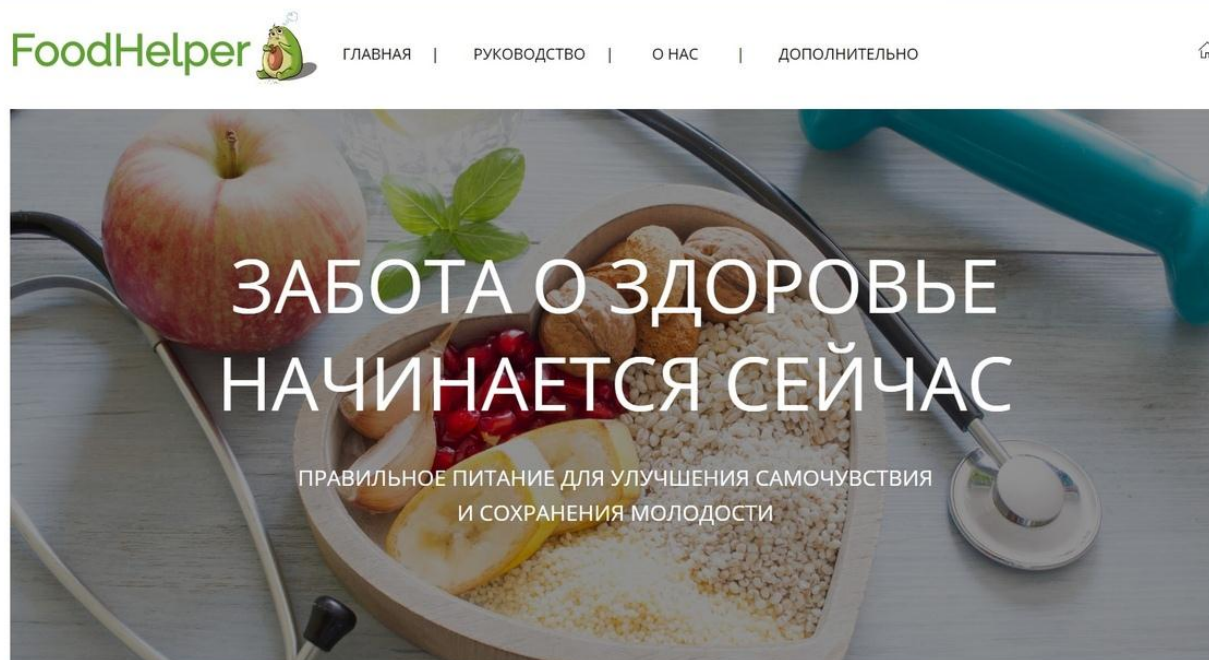 FoodHelper
ГЛАВНАЯ | РУКОВОДСТВО | О НАС | ДОПОЛНИТЕЛЬНО
ЗАБОТА О ЗДОРОВЬЕ
НАЧИНАЕТСЯ СЕЙЧАС
ПРАВИЛЬНОЕ ПИТАНИЕ ДЛЯ УЛУЧШЕНИЯ САМОЧУВСТВИЯ
И СОХРАНЕНИЯ МОЛОДОСТИ